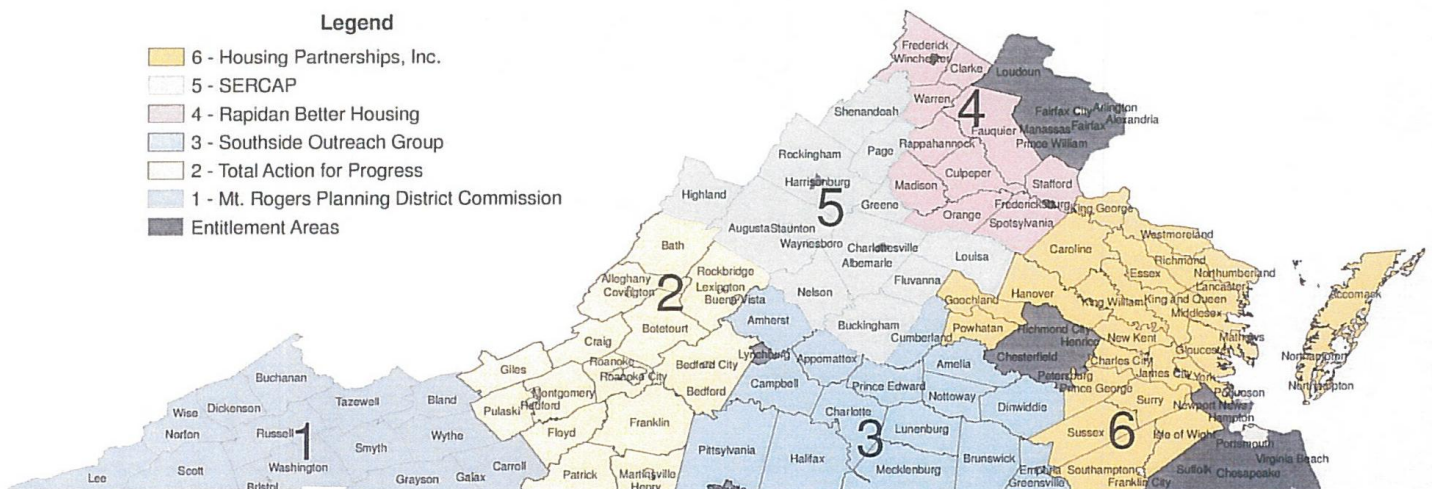 Legend
6 - Housing Partnerships, Inc.
5 - SERCAP
4 - Rapidan Better Housing
3 - Southside Outreach Group
2 - Total Action for Progress
1 - Mt. Rogers Planning District Commission
Entitlement Areas
Frederick
Winchester
Clarke
Loudoun
Warren
4
Fairfax City
Arlington
Alexandria
Fauquier
Manassas
Fairfax
Prince William
Shenandoah
Page
Rappahannock
Rockingham
Harrisonburg
Culpeper
Madison
Stafford
Highland
5
Greene
Orange
Fredericksburg
King George
Spotsylvania
Augusta
Staunton
Waynesboro
Charlottesville
Albemarle
Louisa
Caroline
Westmoreland
Richmond
Essex
Northumberland
Lancaster
Bath
Alleghany
Covington
2
Rockbridge
Lexington
Buena Vista
Nelson
Fluvanna
Goochland
Hanover
King William
King and Queen
Middlesex
Accomack
Amherst
Buckingham
Cumberland
Powhatan
Richmond City
Henrico
New Kent
Mathews
Gloucester
Botetourt
Craig
Roanoke
Roanoke City
Bedford City
Bedford
Lynchburg
Appomattox
Amelia
Chesterfield
Charles City
James City
York
Northampton
Northampton
Giles
Montgomery
Radford
Pulaski
Campbell
Prince Edward
Nottoway
Dinwiddie
Petersburg
Prince George
Surry
Poquoson
Newport News
Hampton
Buchanan
Dickenson
Wise
Tazewell
Bland
Floyd
Franklin
Charlotte
Lunenburg
Sussex
6
Isle of Wight
Portsmouth
Norton
Russell
1
Smyth
Wythe
Pittsylvania
Halifax
3
Mecklenburg
Brunswick
Emporia
Greensville
Southampton
Franklin City
Suffolk
Chesapeake
Virginia Beach
Lee
Scott
Washington
Bristol
Grayson
Galax
Carroll
Patrick
Martinsville
Henry